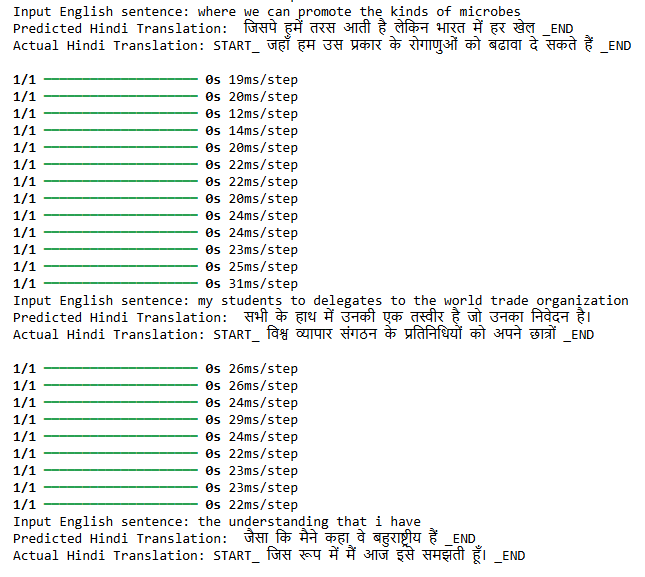 Input English sentence: where we can promote the kinds of microbes
Predicted Hindi Translation:  जिसपे हमें तरस आती है लेकिन भारत में हर खेल _END
Actual Hindi Translation: START_ जहाँ हम उस प्रकार के रोगाणुओं को बढावा दे सकते हैं _END
1/1 0s 19ms/step
1/1 0s 20ms/step
1/1 0s 12ms/step
1/1 0s 14ms/step
1/1 0s 20ms/step
1/1 0s 22ms/step
1/1 0s 22ms/step
1/1 0s 20ms/step
1/1 0s 24ms/step
1/1 0s 24ms/step
1/1 0s 23ms/step
1/1 0s 25ms/step
1/1 0s 31ms/step
Input English sentence: my students to delegates to the world trade organization
Predicted Hindi Translation:  सभी के हाथ में उनकी एक तस्वीर है जो उनका निवेदन है।
Actual Hindi Translation: START_ विश्व व्यापार संगठन के प्रतिनिधियों को अपने छात्रों _END
1/1 0s 26ms/step
1/1 0s 26ms/step
1/1 0s 24ms/step
1/1 0s 29ms/step
1/1 0s 24ms/step
1/1 0s 22ms/step
1/1 0s 23ms/step
1/1 0s 23ms/step
1/1 0s 22ms/step
Input English sentence: the understanding that i have
Predicted Hindi Translation:  जैसा कि मैने कहा वे बहुराष्ट्रीय हैं _END
Actual Hindi Translation: START_ जिस रूप में मैं आज इसे समझती हूँ। _END